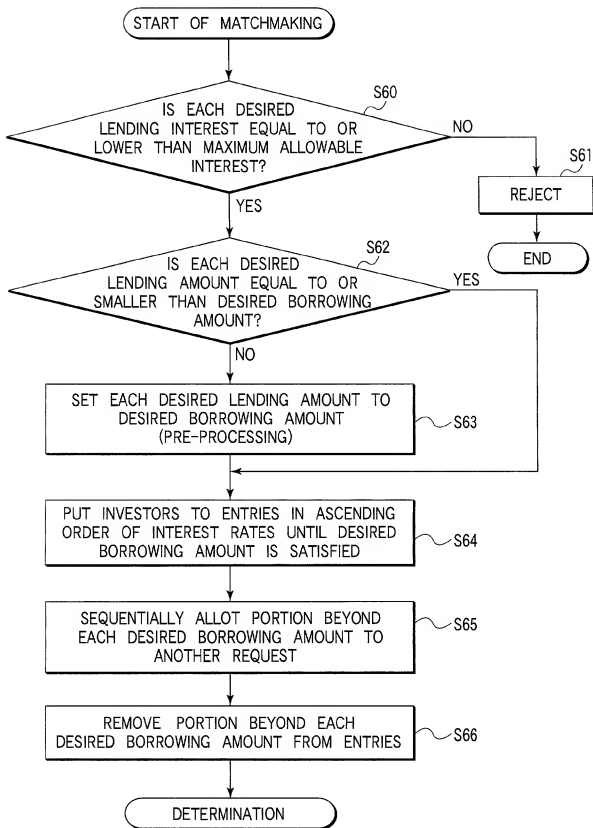 START OF MATCHMAKING
S60
IS EACH DESIRED
LENDING INTEREST EQUAL TO OR
LOWER THAN MAXIMUM ALLOWABLE
INTEREST?
NO
S61
REJECT
END
YES
S62
IS EACH DESIRED
LENDING AMOUNT EQUAL TO OR
SMALLER THAN DESIRED BORROWING
AMOUNT?
YES
NO
SET EACH DESIRED LENDING AMOUNT TO
DESIRED BORROWING AMOUNT
(PRE-PROCESSING)
S63
PUT INVESTORS TO ENTRIES IN ASCENDING
ORDER OF INTEREST RATES UNTIL DESIRED
BORROWING AMOUNT IS SATISFIED
S64
SEQUENTIALLY ALLOT PORTION BEYOND
EACH DESIRED BORROWING AMOUNT TO
ANOTHER REQUEST
S65
REMOVE PORTION BEYOND EACH
DESIRED BORROWING AMOUNT FROM ENTRIES
S66
DETERMINATION